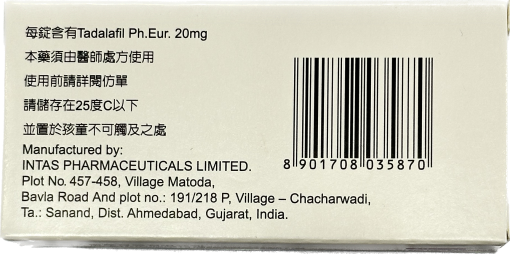 每錠含有Tadalafil Ph.Eur. 20mg
本藥須由醫師處方使用
使用前請詳閱仿單
請儲存在25度C以下
並置於孩童不可觸及之處
Manufactured by:
INTAS PHARMACEUTICALS LIMITED.
Plot No. 457-458, Village Matoda,
Bavla Road And plot no.: 191/218 P, Village – Chacharwadi,
Ta.: Sanand, Dist. Ahmedabad, Gujarat, India.
8 901708 035870